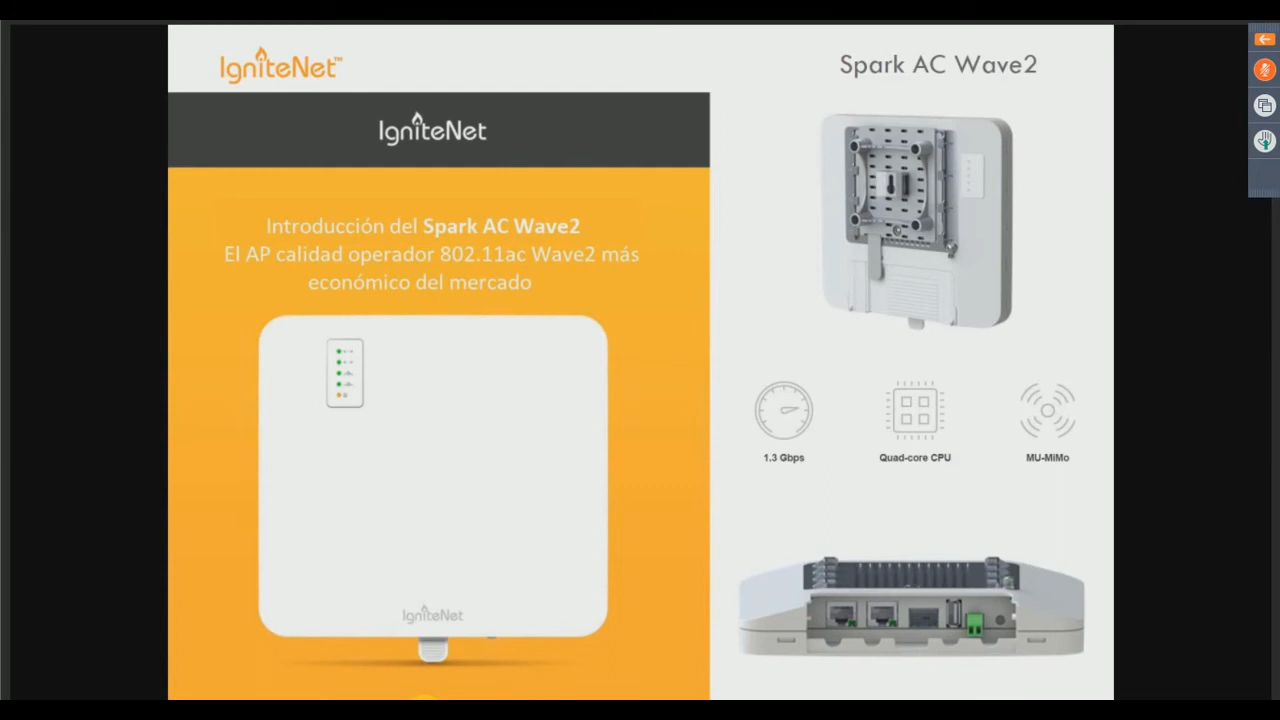 IgniteNet™
Spark AC Wave2
IgniteNet
Introducción del Spark AC Wave2
El AP calidad operador 802.11ac Wave2 más
económico del mercado
IgniteNet
1.3 Gbps
Quad-core CPU
MU-MiMo